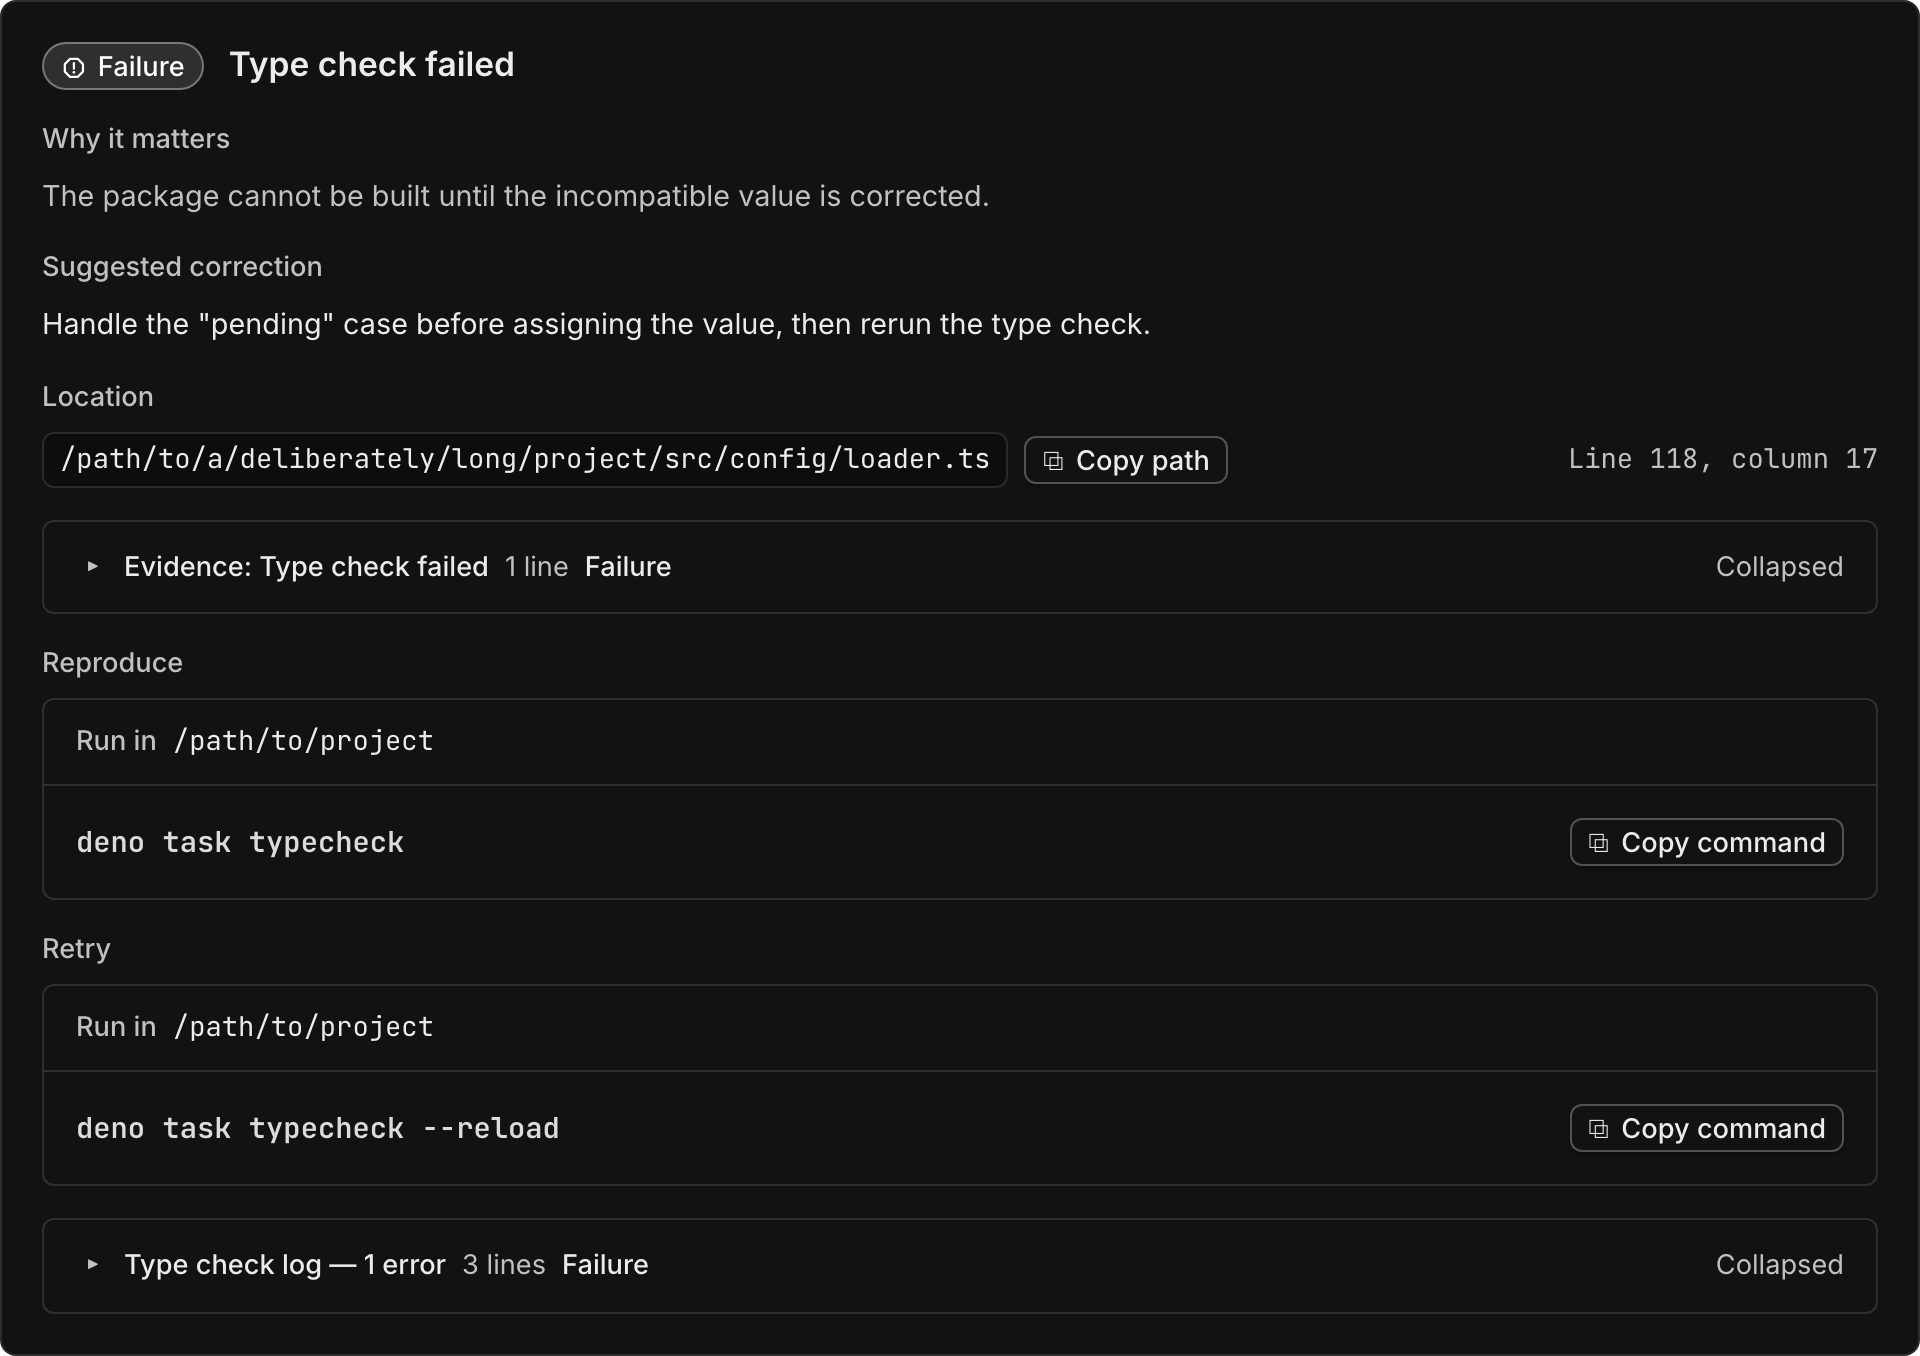 Failure Type check failed
Why it matters
The package cannot be built until the incompatible value is corrected.
Suggested correction
Handle the "pending" case before assigning the value, then rerun the type check.
Location
/path/to/a/deliberately/long/project/src/config/loader.ts Copy path Line 118, column 17
Evidence: Type check failed 1 line Failure Collapsed
Reproduce
Run in /path/to/project
deno task typecheck Copy command
Retry
Run in /path/to/project
deno task typecheck --reload Copy command
Type check log — 1 error 3 lines Failure Collapsed